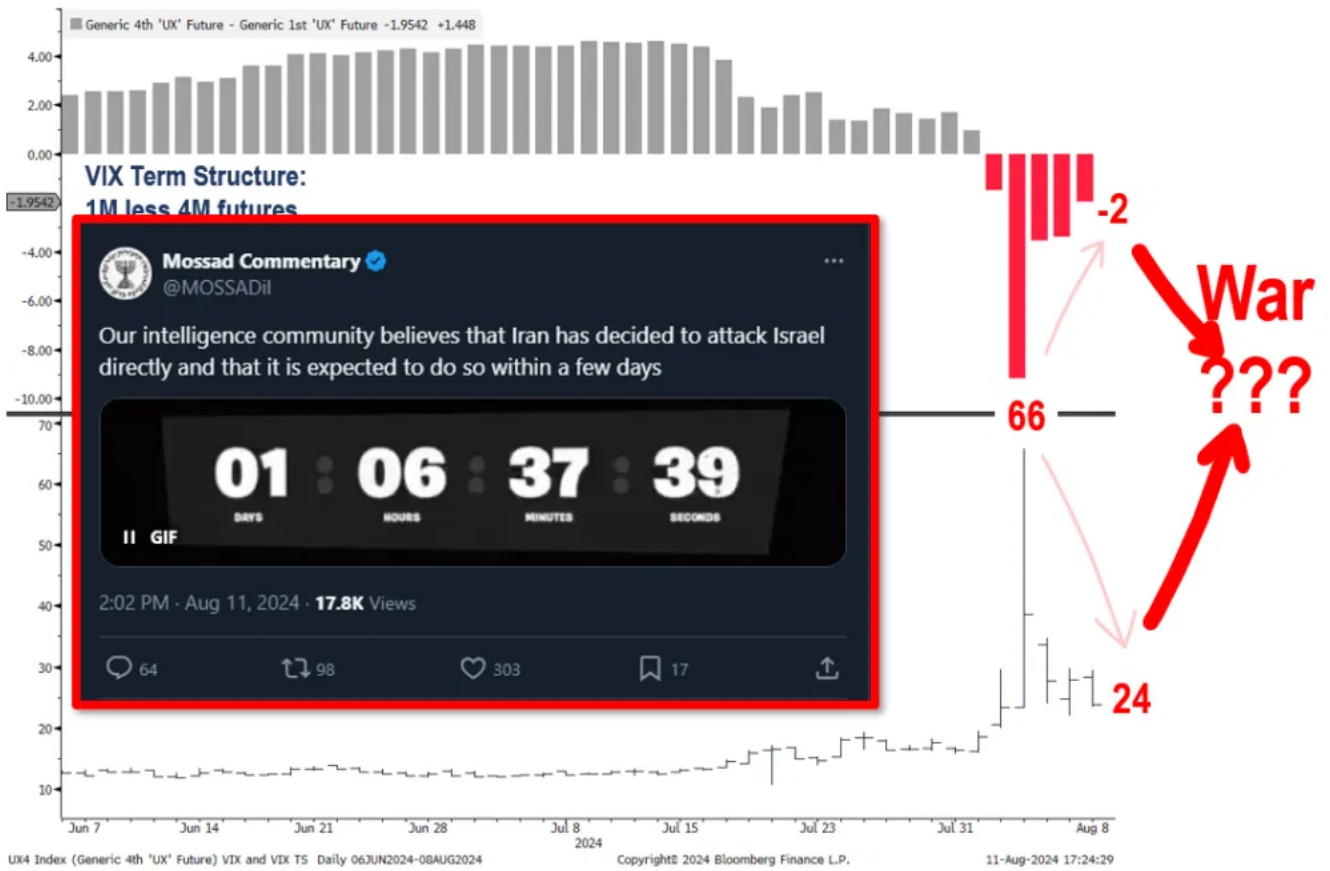 Generic 4th 'UX' Future - Generic 1st 'UX' Future -1.9542 +1.448
4.00
2.00
0.00
-1.9542
-4.00
-6.00
-8.00
-10.00
VIX Term Structure:
1M less 4M futures
-2
War
???
66
Mossad Commentary
@MOSSADil
Our intelligence community believes that Iran has decided to attack Israel
directly and that it is expected to do so within a few days
01 : 06 : 37 : 39
DAYS HOURS MINUTES SECONDS
GIF
2:02 PM · Aug 11, 2024 · 17.8K Views
64 98 303 17
70
60
50
40
30
20
10
24
Jun 7 Jun 14 Jun 21 Jun 28 Jul 8 Jul 15 Jul 23 Jul 31 Aug 8
2024
UX4 Index (Generic 4th 'UX' Future) VIX and VIX TS Daily 06JUN2024-08AUG2024 Copyright© 2024 Bloomberg Finance L.P. 11-Aug-2024 17:24:29